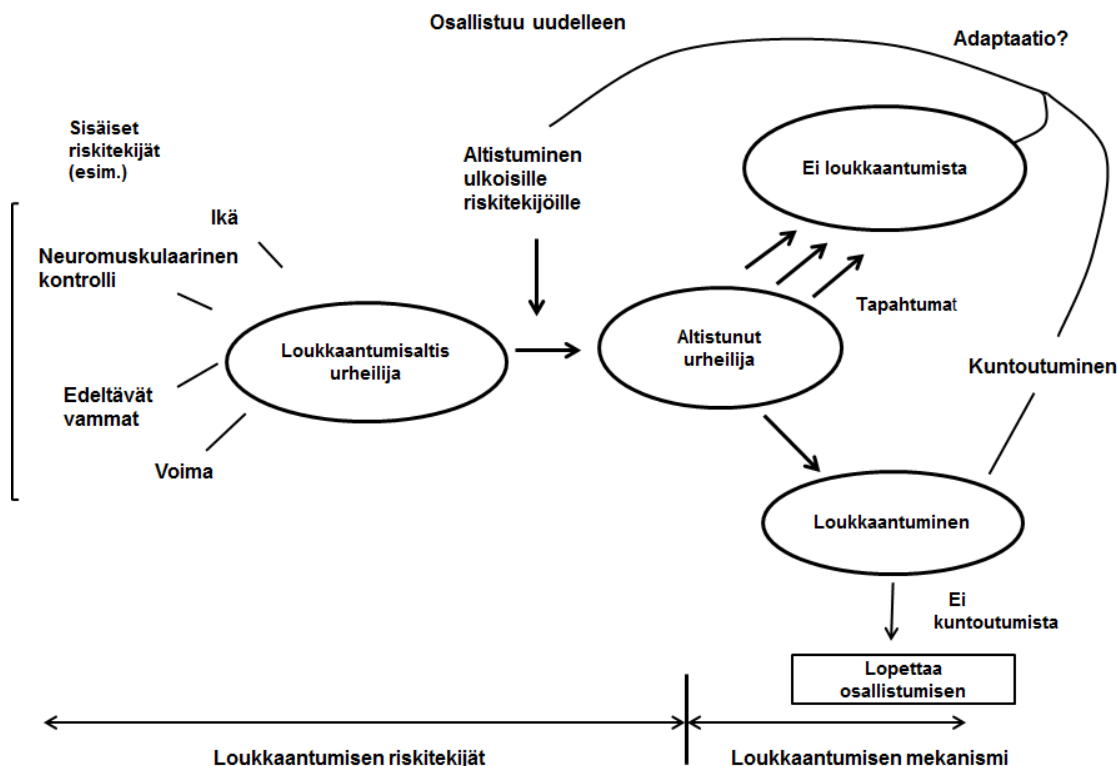 Osallistuu uudelleen
Adaptaatio?
Sisäiset
riskitekijät
(esim.)
Altistuminen
ulkoisille
riskitekijöille
Ei loukkaantumista
Ikä
Neuromuskulaarinen
kontrolli
Tapahtumat
Loukkaantumisaltis
urheilija
Altistunut
urheilija
Kuntoutuminen
Edeltävät
vammat
Voima
Loukkaantuminen
Ei
kuntoutumista
Lopettaa
osallistumisen
Loukkaantumisen riskitekijät
Loukkaantumisen mekanismi